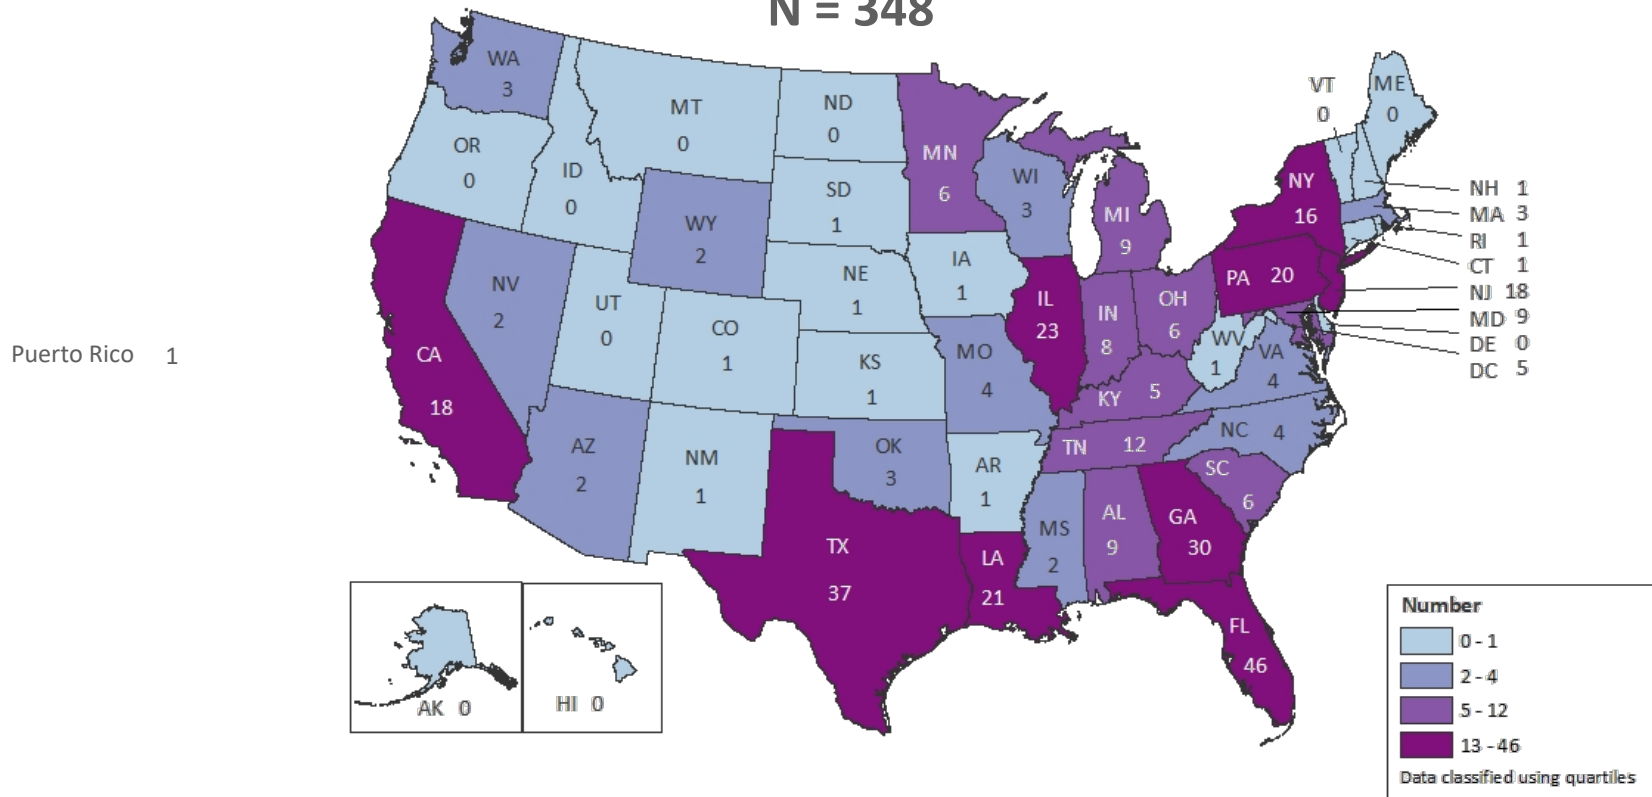 N = 348
WA
3
OR
0
ID
0
MT
0
ND
0
SD
1
MN
6
WI
3
MI
9
VT
0
ME
0
NY
16
NH 1
MA 3
RI 1
CT 1
NJ 18
MD 9
DE 0
DC 5
PA 20
WY
2
NE
1
IA
1
IL
23
IN
8
OH
6
NV
2
UT
0
CO
1
KS
1
MO
4
KY 5
WV
1
VA
4
Puerto Rico 1
CA
18
AZ
2
NM
1
OK
3
AR
1
TN 12
NC 4
SC
6
TX
37
LA
21
MS
2
AL
9
GA
30
FL
46
AK 0
HI 0
Number
0 - 1
2 - 4
5 - 12
13 - 46
Data classified using quartiles